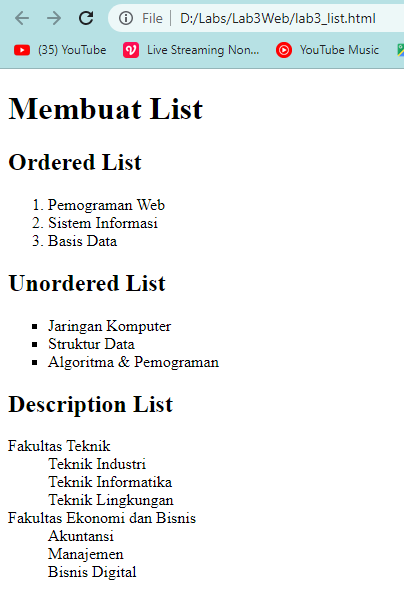 File | D:/Labs/Lab3Web/lab3_list.html
(35) YouTube Live Streaming Non... YouTube Music
Membuat List
Ordered List
1. Pemograman Web
2. Sistem Informasi
3. Basis Data
Unordered List
Jaringan Komputer
Struktur Data
Algoritma & Pemograman
Description List
Fakultas Teknik
Teknik Industri
Teknik Informatika
Teknik Lingkungan
Fakultas Ekonomi dan Bisnis
Akuntansi
Manajemen
Bisnis Digital